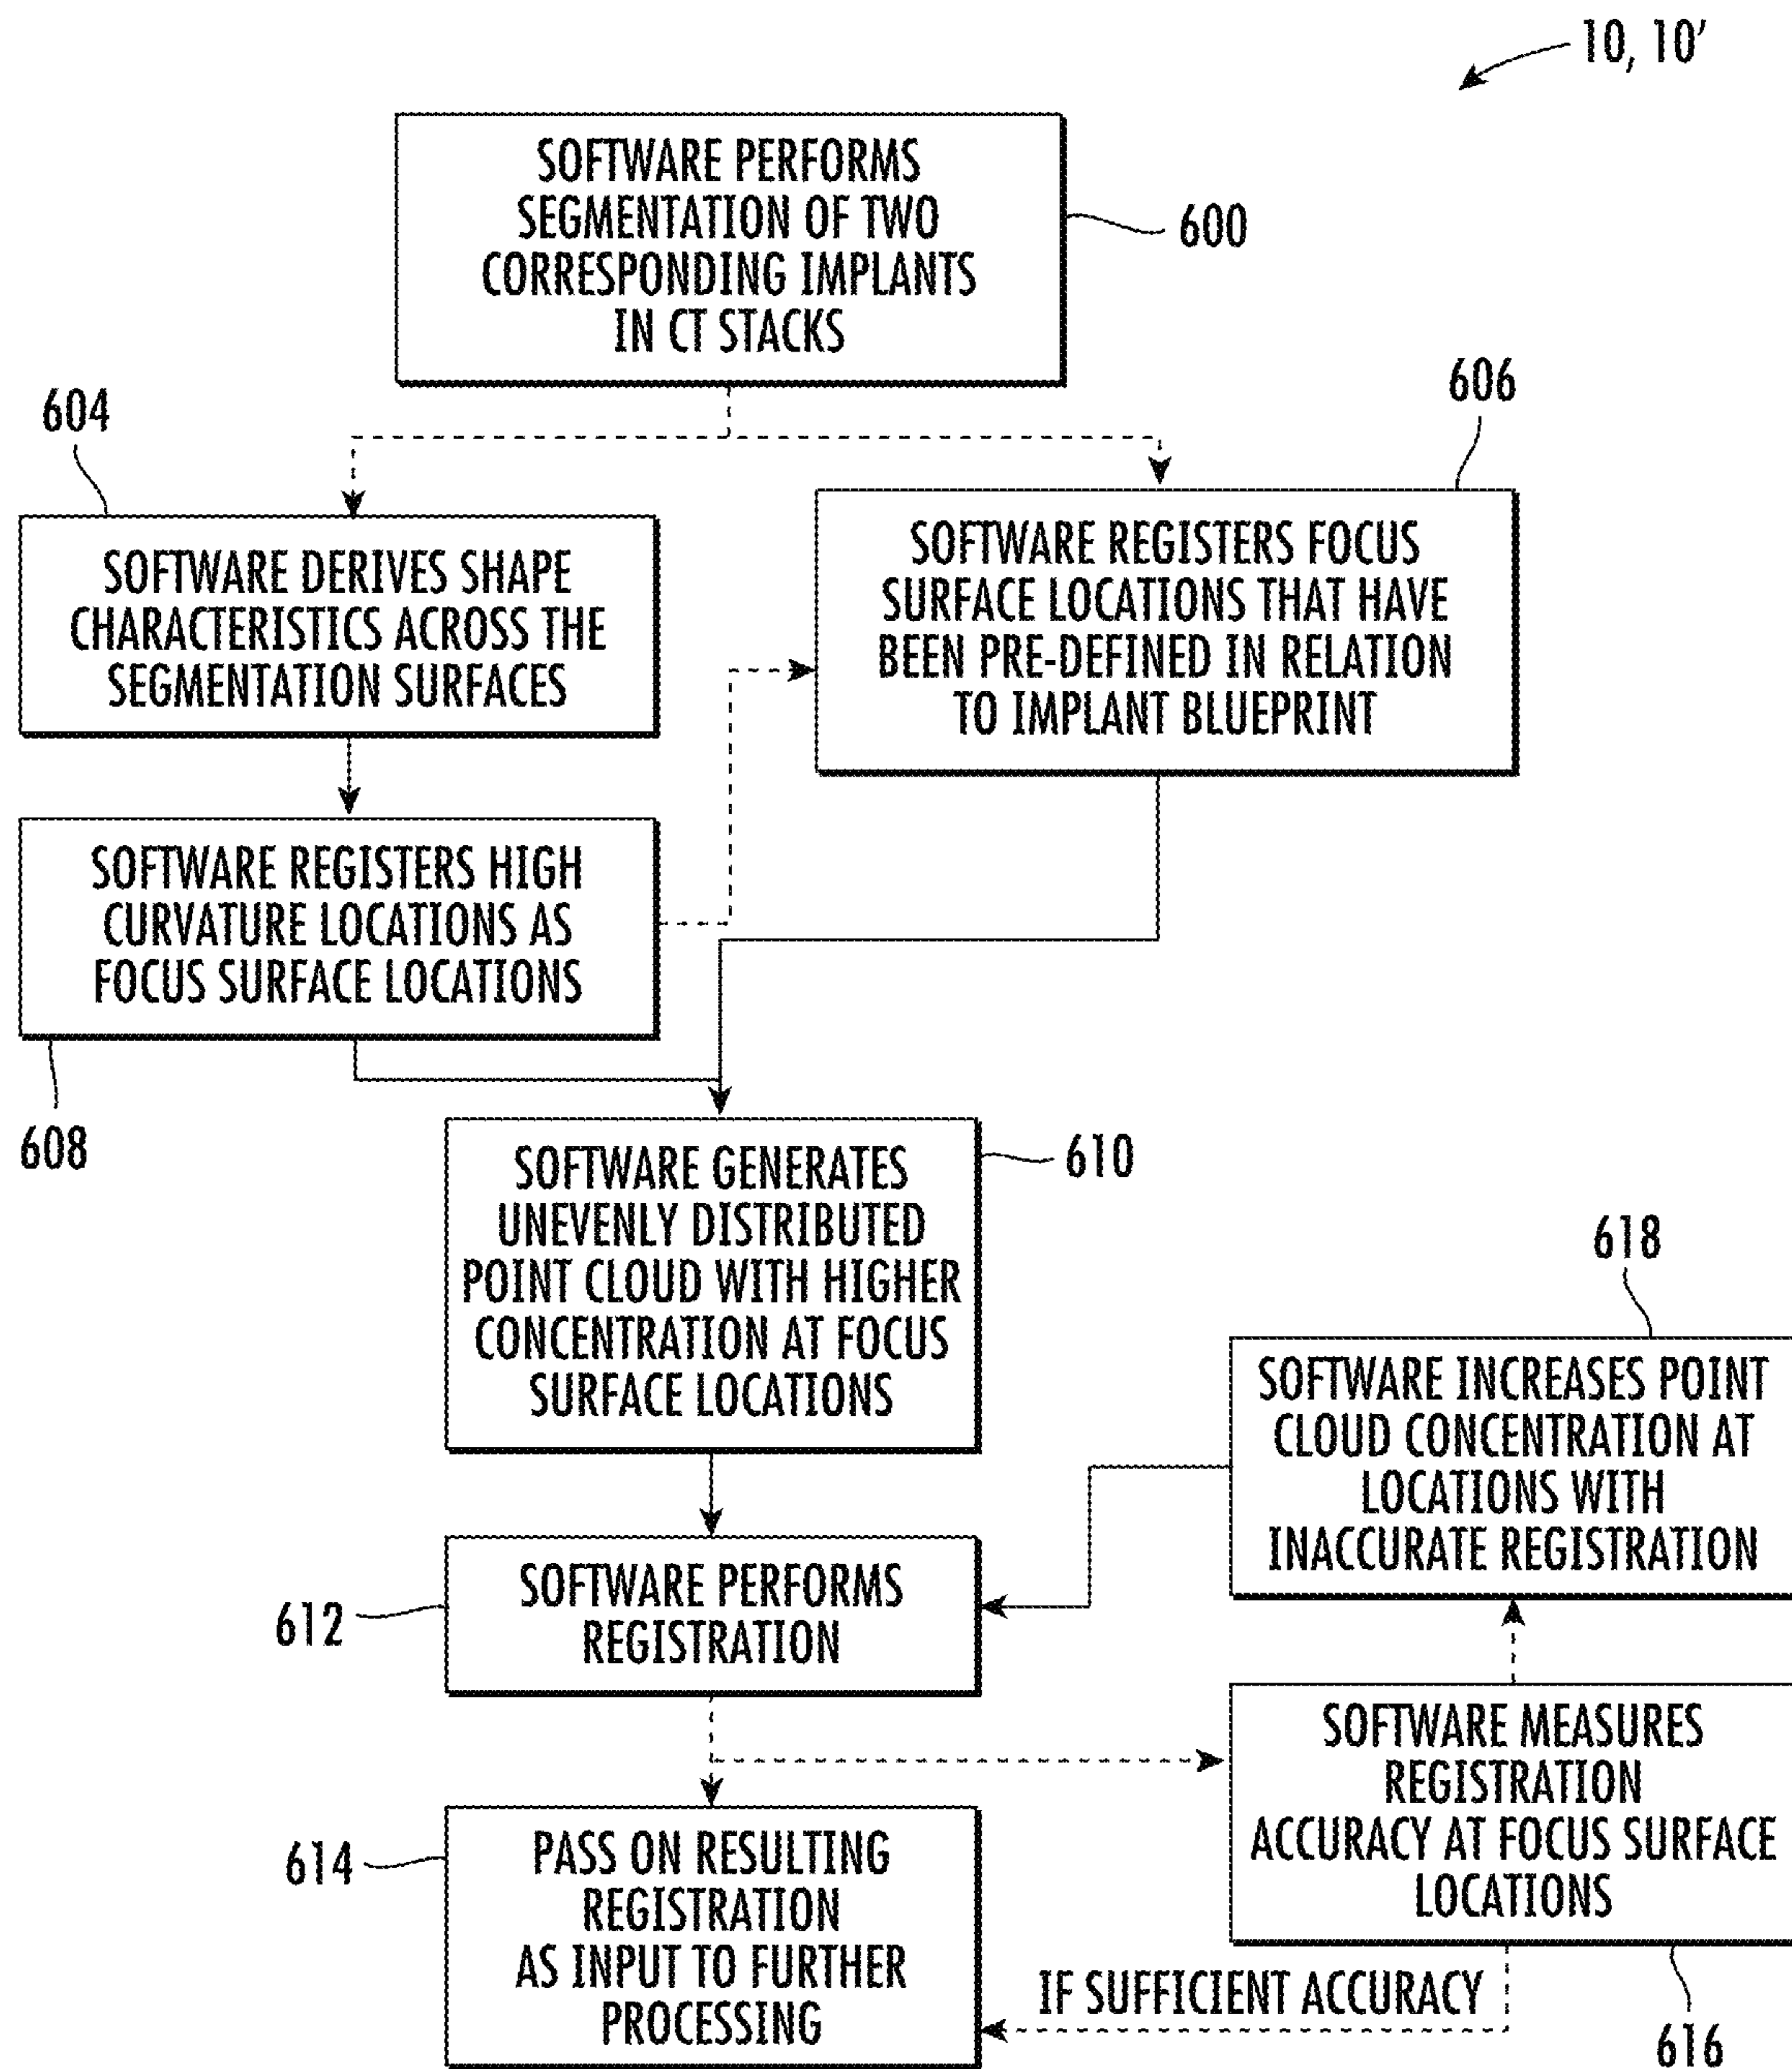 10, 10'
SOFTWARE PERFORMS
SEGMENTATION OF TWO
CORRESPONDING IMPLANTS
IN CT STACKS
600
604
606
SOFTWARE DERIVES SHAPE
CHARACTERISTICS ACROSS THE
SEGMENTATION SURFACES
SOFTWARE REGISTERS FOCUS
SURFACE LOCATIONS THAT HAVE
BEEN PRE-DEFINED IN RELATION
TO IMPLANT BLUEPRINT
SOFTWARE REGISTERS HIGH
CURVATURE LOCATIONS AS
FOCUS SURFACE LOCATIONS
608
SOFTWARE GENERATES
UNEVENLY DISTRIBUTED
POINT CLOUD WITH HIGHER
CONCENTRATION AT FOCUS
SURFACE LOCATIONS
610
618
SOFTWARE INCREASES POINT
CLOUD CONCENTRATION AT
LOCATIONS WITH
INACCURATE REGISTRATION
SOFTWARE PERFORMS
REGISTRATION
612
SOFTWARE MEASURES
REGISTRATION
ACCURACY AT FOCUS SURFACE
LOCATIONS
614
PASS ON RESULTING
REGISTRATION
AS INPUT TO FURTHER
PROCESSING
IF SUFFICIENT ACCURACY
616